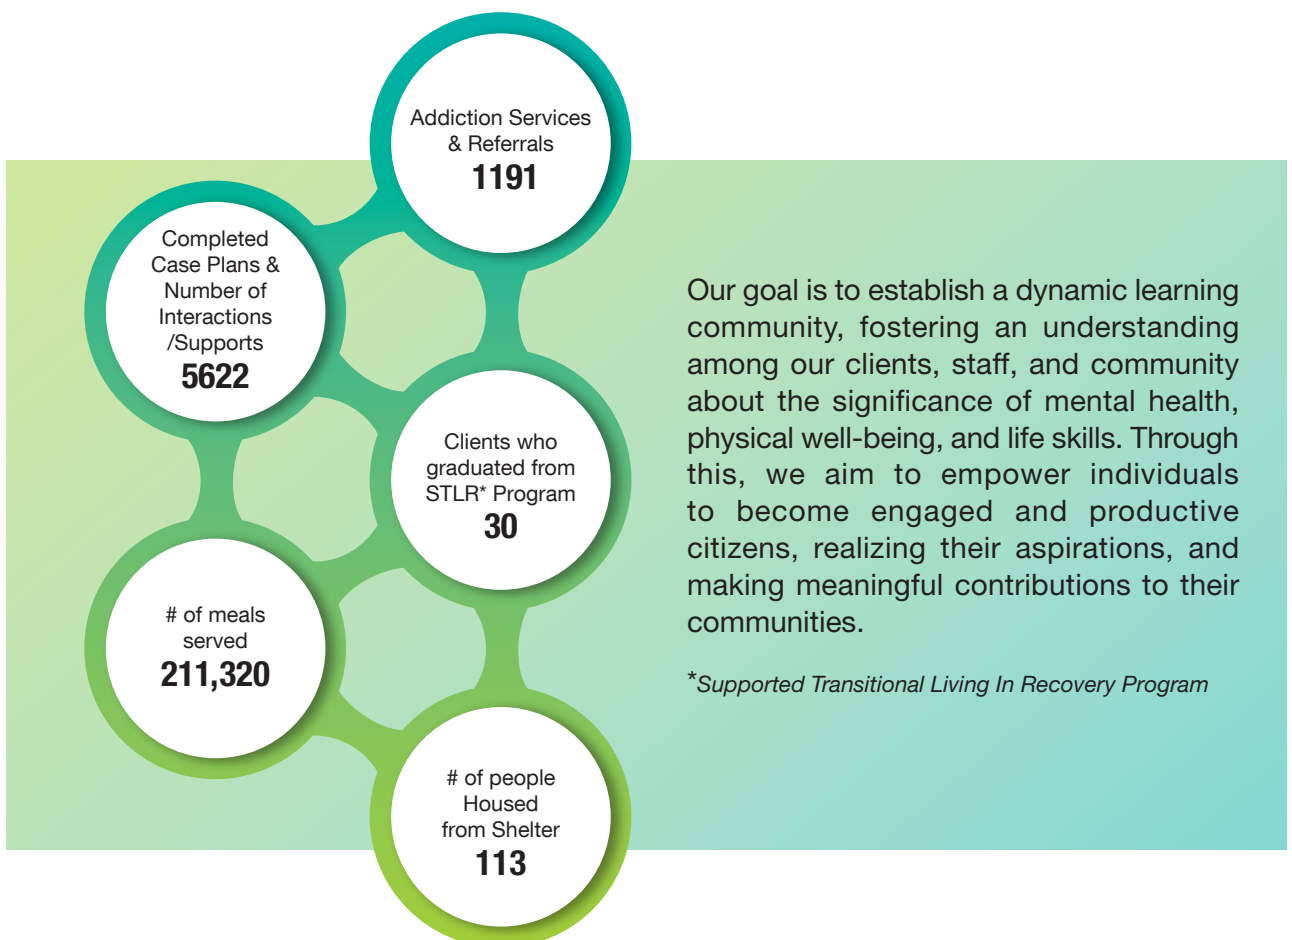 Addiction Services
& Referrals
1191
Completed
Case Plans &
Number of
Interactions
/Supports
5622
Clients who
graduated from
STLR* Program
30
# of meals
served
211,320
# of people
Housed
from Shelter
113
Our goal is to establish a dynamic learning
community, fostering an understanding
among our clients, staff, and community
about the significance of mental health,
physical well-being, and life skills. Through
this, we aim to empower individuals
to become engaged and productive
citizens, realizing their aspirations, and
making meaningful contributions to their
communities.
*Supported Transitional Living In Recovery Program